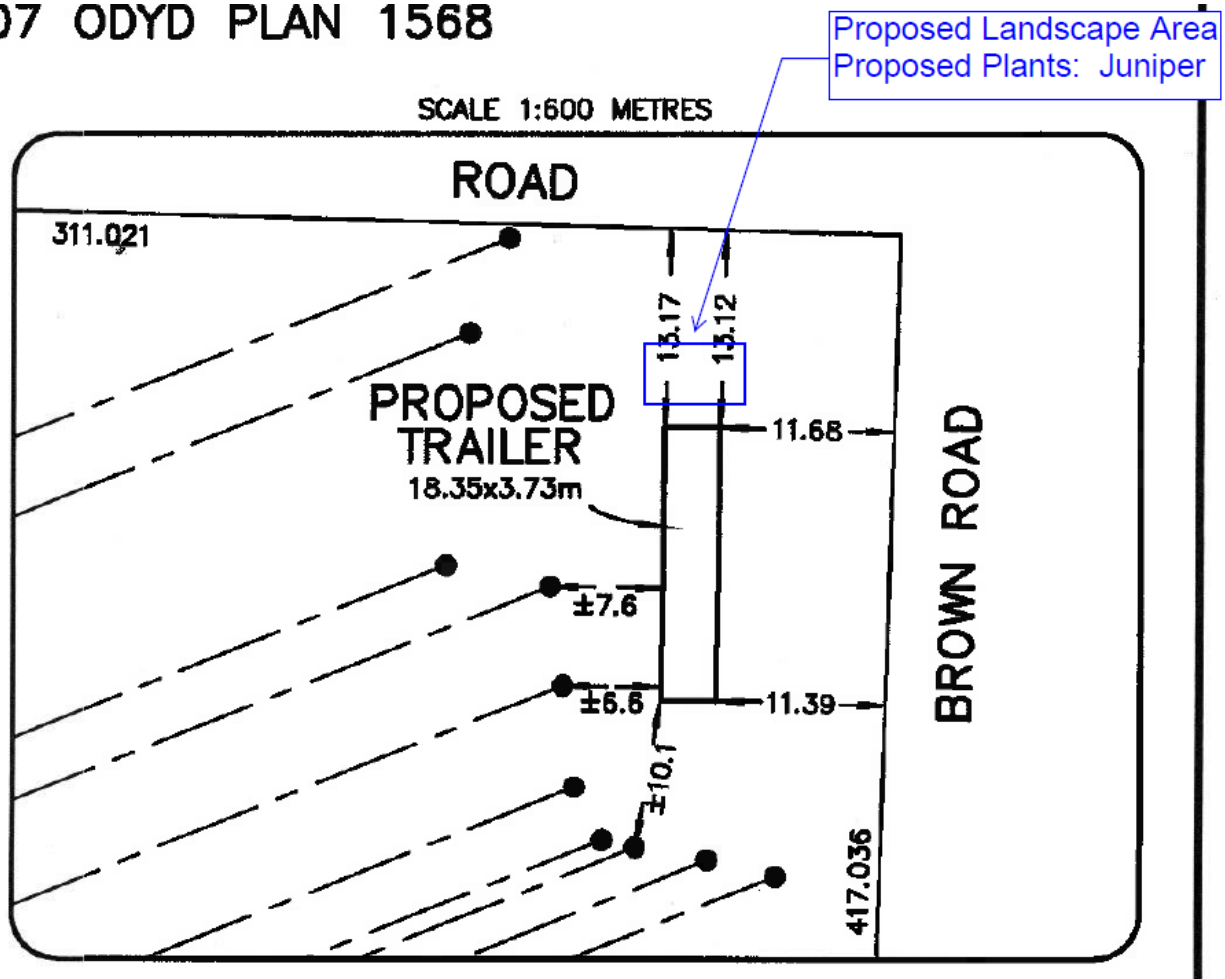 07 ODYD PLAN 1568
Proposed Landscape Area
Proposed Plants: Juniper
SCALE 1:600 METRES
ROAD
311.021
13.17
13.12
PROPOSED
TRAILER
18.35x3.73m
11.68
BROWN ROAD
±7.6
±6.6
11.39
±10.1
417.036